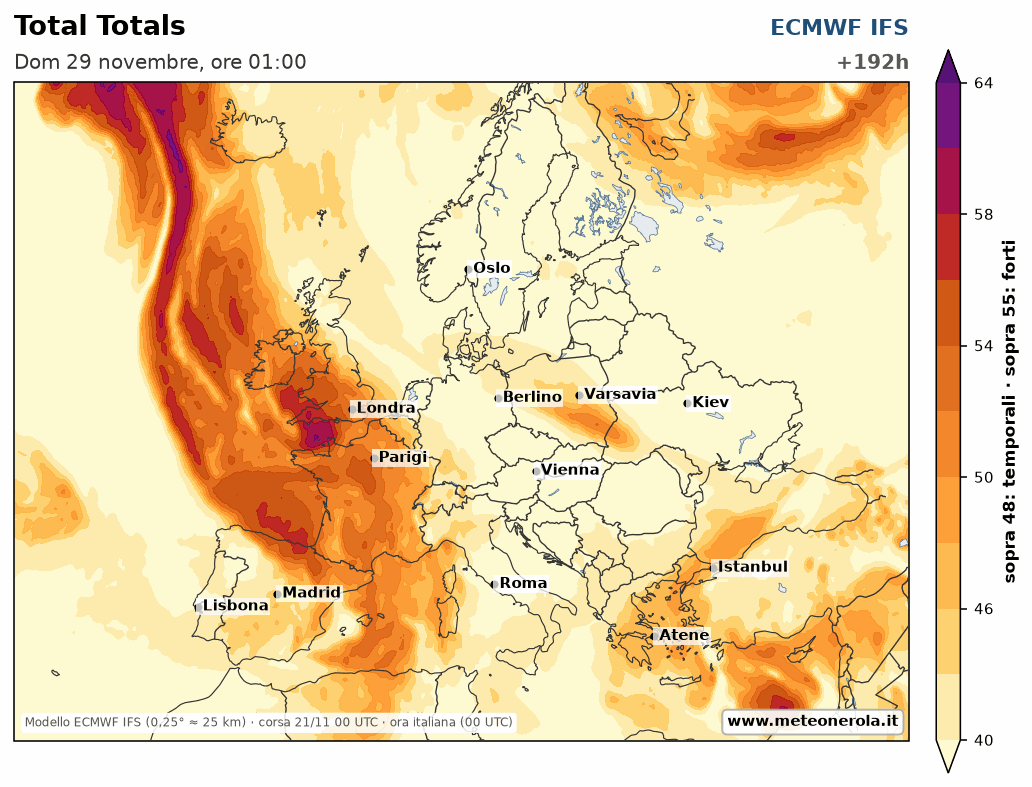 Total Totals
ECMWF IFS
Dom 29 novembre, ore 01:00
+192h
64
58
54
50
46
40
sopra 48: temporali · sopra 55: forti
Oslo
Londra
Berlino
Varsavia
Kiev
Parigi
Vienna
Istanbul
Roma
Madrid
Lisbona
Atene
Modello ECMWF IFS (0,25° ≈ 25 km) · corsa 21/11 00 UTC · ora italiana (00 UTC)
www.meteonerola.it